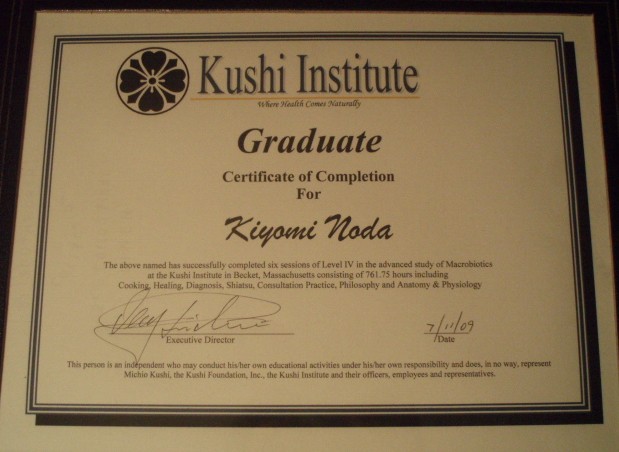 Kushi Institute
Where Health Comes Naturally
Graduate
Certificate of Completion
For
Kiyomi Noda
The above named has successfully completed six sessions of Level IV in the advanced study of Macrobiotics
at the Kushi Institute in Becket, Massachusetts consisting of 761.75 hours including
Cooking, Healing, Diagnosis, Shiatsu, Consultation Practice, Philosophy and Anatomy & Physiology
7/11/09
Executive Director
/Date
This person is an independent who may conduct his/her own educational activities under his/her own responsibility and does, in no way, represent
Michio Kushi, the Kushi Foundation, Inc., the Kushi Institute and their officers, employees and representatives.